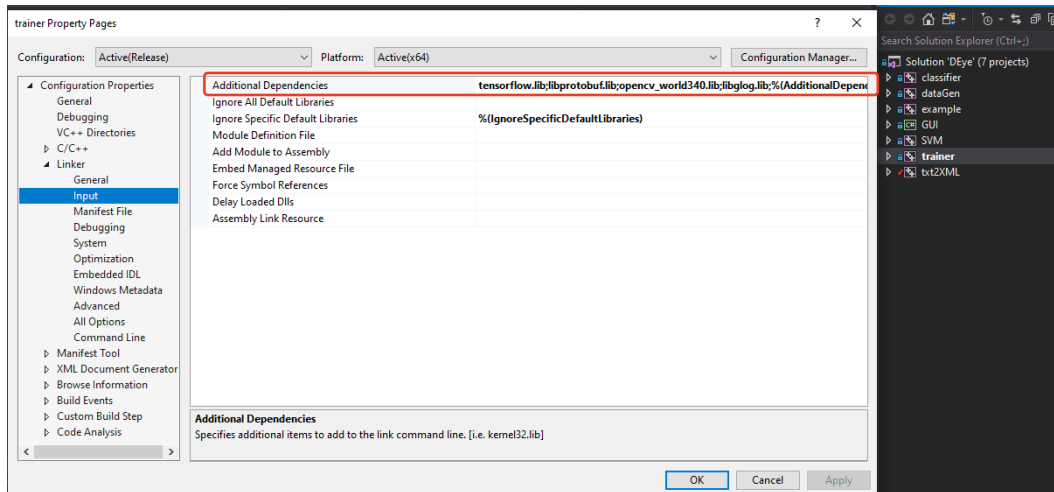 trainer Property Pages
? ×
Configuration: Active(Release) Platform: Active(x64) Configuration Manager...
Configuration Properties
General
Debugging
VC++ Directories
C/C++
Linker
General
Input
Manifest File
Debugging
System
Optimization
Embedded IDL
Windows Metadata
Advanced
All Options
Command Line
Manifest Tool
XML Document Generator
Browse Information
Build Events
Custom Build Step
Code Analysis
Additional Dependencies tensorflow.lib;libprotobuf.lib;opencv_world340.lib;libglog.lib;%(AdditionalDepend
Ignore All Default Libraries
Ignore Specific Default Libraries %(IgnoreSpecificDefaultLibraries)
Module Definition File
Add Module to Assembly
Embed Managed Resource File
Force Symbol References
Delay Loaded Dlls
Assembly Link Resource
Additional Dependencies
Specifies additional items to add to the link command line. [i.e. kernel32.lib]
OK Cancel Apply
Search Solution Explorer (Ctrl+;)
Solution 'DEye' (7 projects)
classifier
dataGen
example
C# GUI
SVM
trainer
txt2XML